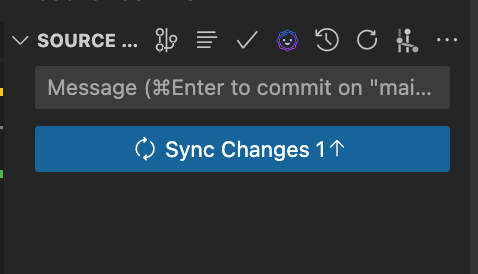 SOURCE ...
Message (⌘Enter to commit on "mai...
Sync Changes 1↑